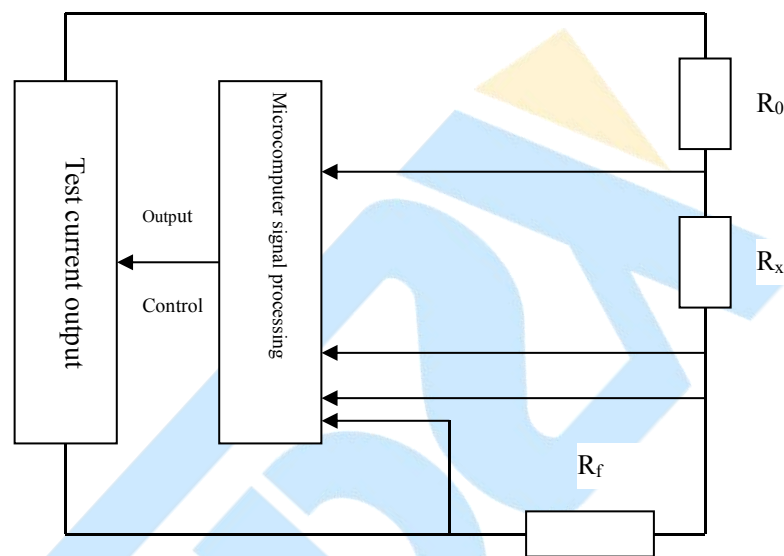 R0
Rx
Rf
Test current output
Output
Control
Microcomputer signal processing